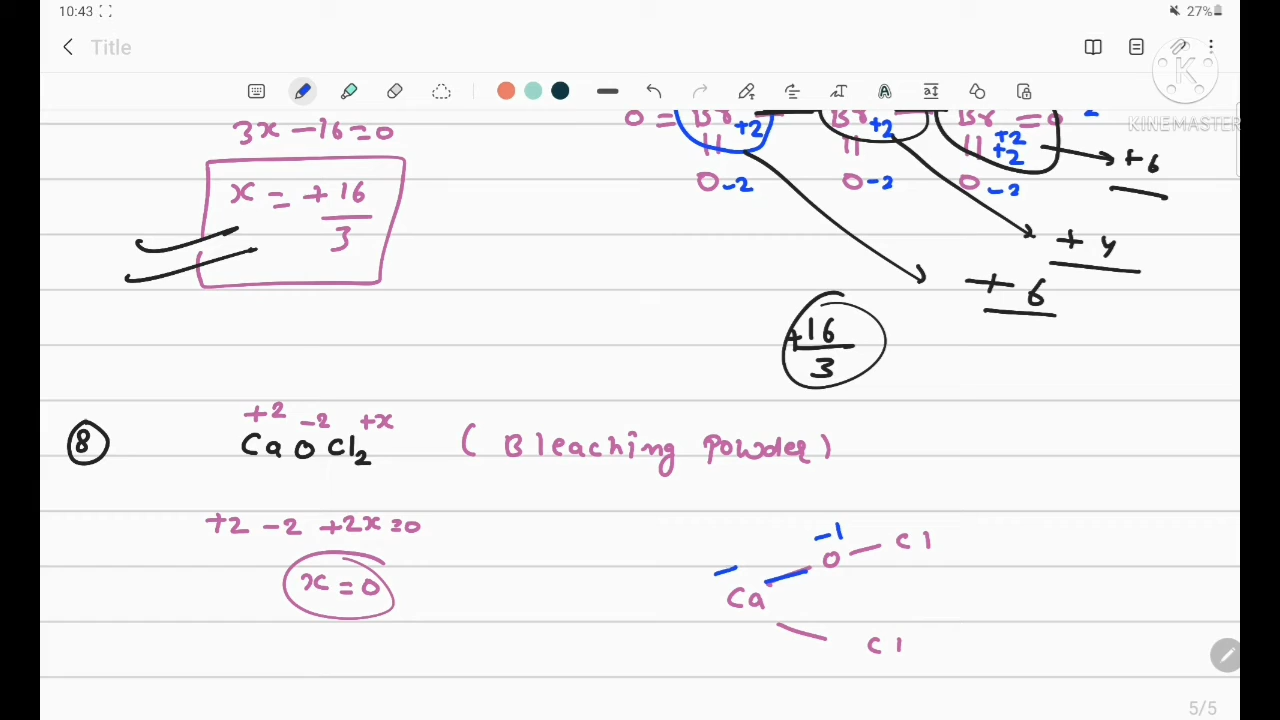 10:43 27%
Title
KINEMASTER
3x - 16 = 0
x = + 16
3
O = Br +2 Br +2 Br = O -2
|| || || +2
+2
O -2 O -2 O -2
+6
+ 4
+ 6
+16
3
+2 -2 +x
8 CaOCl2 ( Bleaching Powder )
+2 - 2 + 2x = 0
x = 0
-1
O - Cl
-
Ca
Cl
5/5